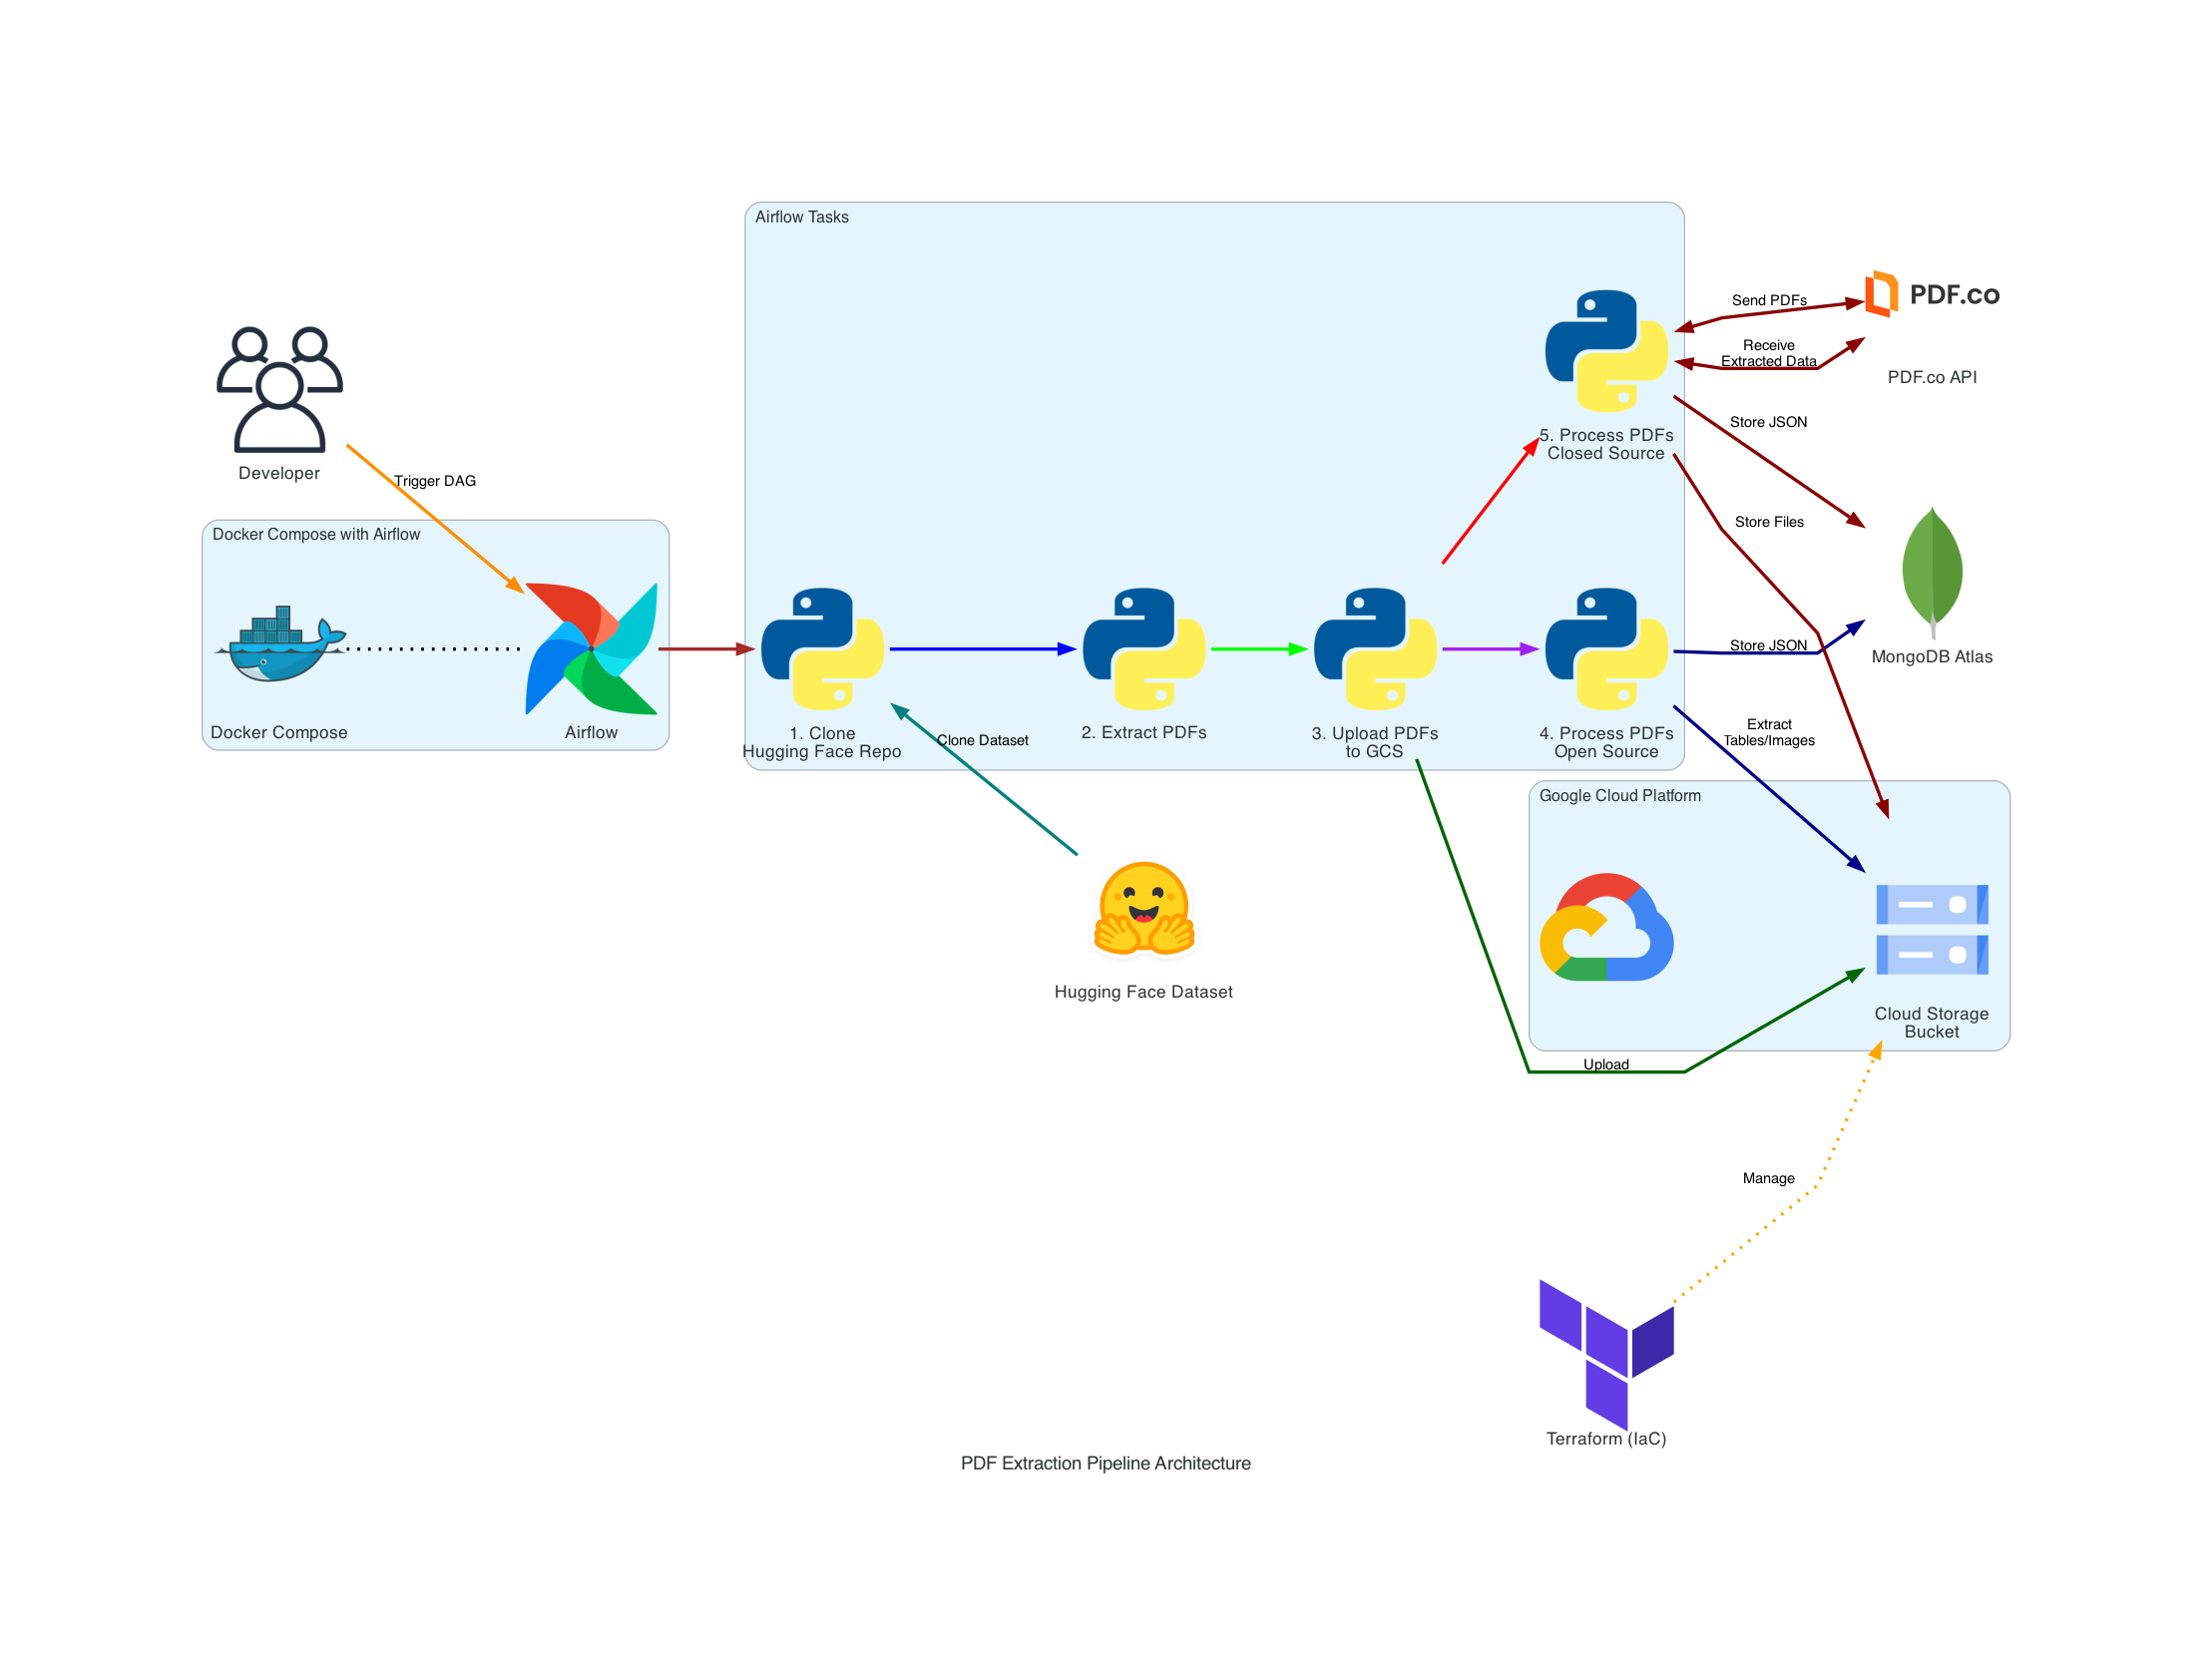 Airflow Tasks
Send PDFs
PDF.co
Receive
Extracted Data
PDF.co API
Store JSON
5. Process PDFs
Closed Source
Developer
Trigger DAG
Store Files
Docker Compose with Airflow
Store JSON
MongoDB Atlas
Docker Compose
Airflow
1. Clone
Hugging Face Repo
Clone Dataset
2. Extract PDFs
3. Upload PDFs
to GCS
4. Process PDFs
Open Source
Extract
Tables/Images
Google Cloud Platform
Hugging Face Dataset
Cloud Storage
Bucket
Upload
Manage
Terraform (IaC)
PDF Extraction Pipeline Architecture